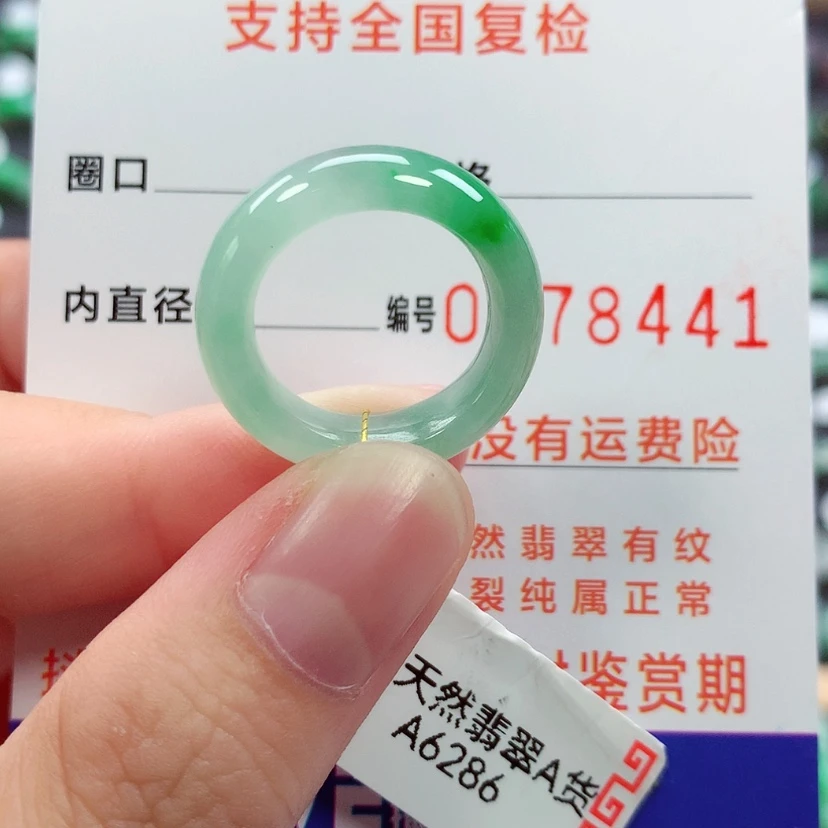 支持全国复检
圈口
内直径 编号 0 78441
没有运费险
然翡翠有纹
裂纯属正常
鉴赏期
天然翡翠A货
A6286